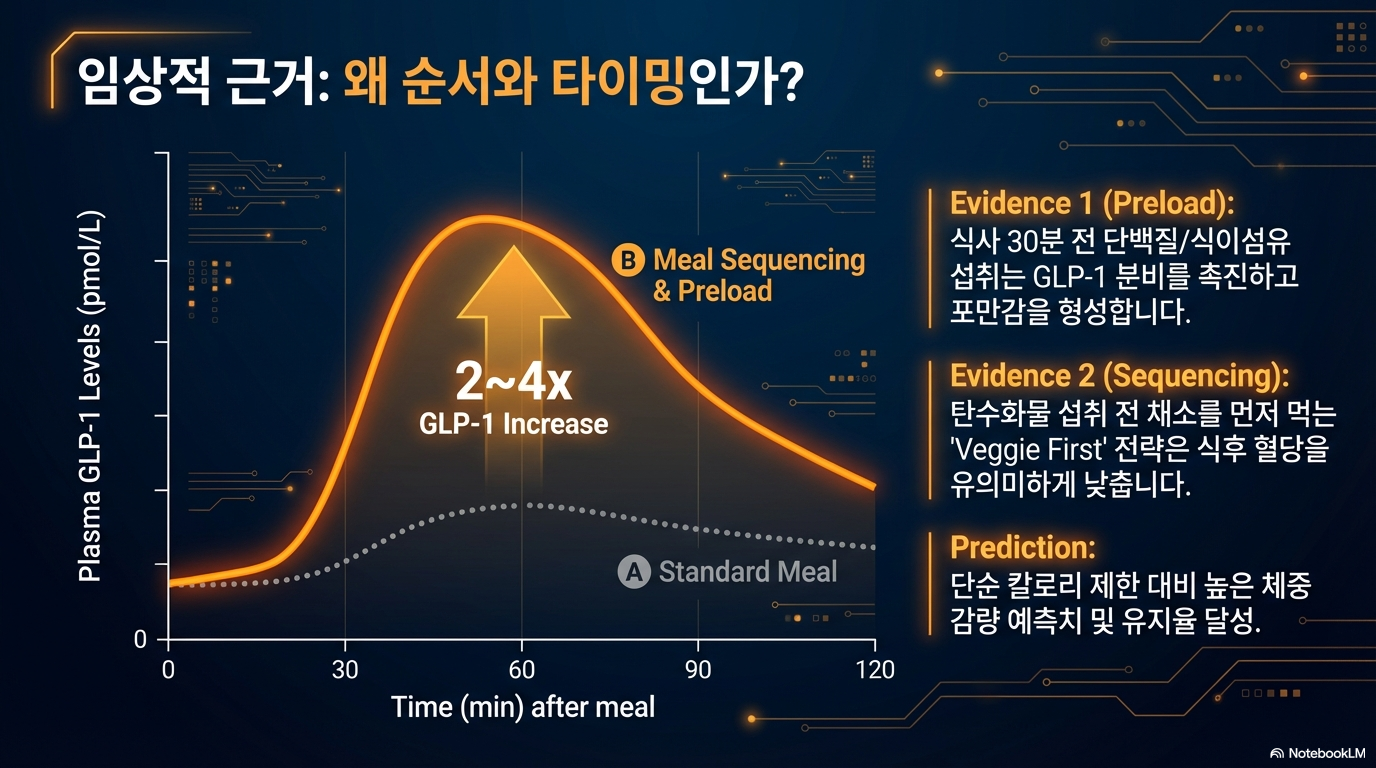 임상적 근거: 왜 순서와 타이밍인가?
Plasma GLP-1 Levels (pmol/L)
B Meal Sequencing
& Preload
2~4x
GLP-1 Increase
A Standard Meal
0
0 30 60 90 120
Time (min) after meal
Evidence 1 (Preload):
식사 30분 전 단백질/식이섬유
섭취는 GLP-1 분비를 촉진하고
포만감을 형성합니다.
Evidence 2 (Sequencing):
탄수화물 섭취 전 채소를 먼저 먹는
'Veggie First' 전략은 식후 혈당을
유의미하게 낮춥니다.
Prediction:
단순 칼로리 제한 대비 높은 체중
감량 예측치 및 유지율 달성.
NotebookLM